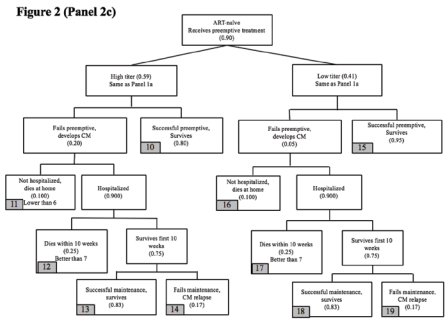 Figure 2 (Panel 2c)
ART-naïve
Receives preemptive treatment
(0.90)
High titer (0.59)
Same as Panel 1a
Low titer (0.41)
Same as Panel 1a
Fails preemptive,
develops CM
(0.20)
Successful preemptive,
Survives
(0.80)
10
Fails preemptive,
develops CM
(0.05)
Successful preemptive,
Survives
(0.95)
15
Not hospitalized,
dies at home
(0.100)
Lower than 6
11
Hospitalized
(0.900)
Not hospitalized,
dies at home
(0.100)
16
Hospitalized
(0.900)
Dies within 10 weeks
(0.25)
Better than 7
12
Survives first 10
weeks
(0.75)
Dies within 10 weeks
(0.25)
Better than 7
17
Survives first 10
weeks
(0.75)
Successful maintenance,
survives
(0.83)
13
Fails maintenance,
CM relapse
(0.17)
14
Successful maintenance,
survives
(0.83)
18
Fails maintenance,
CM relapse
(0.17)
19